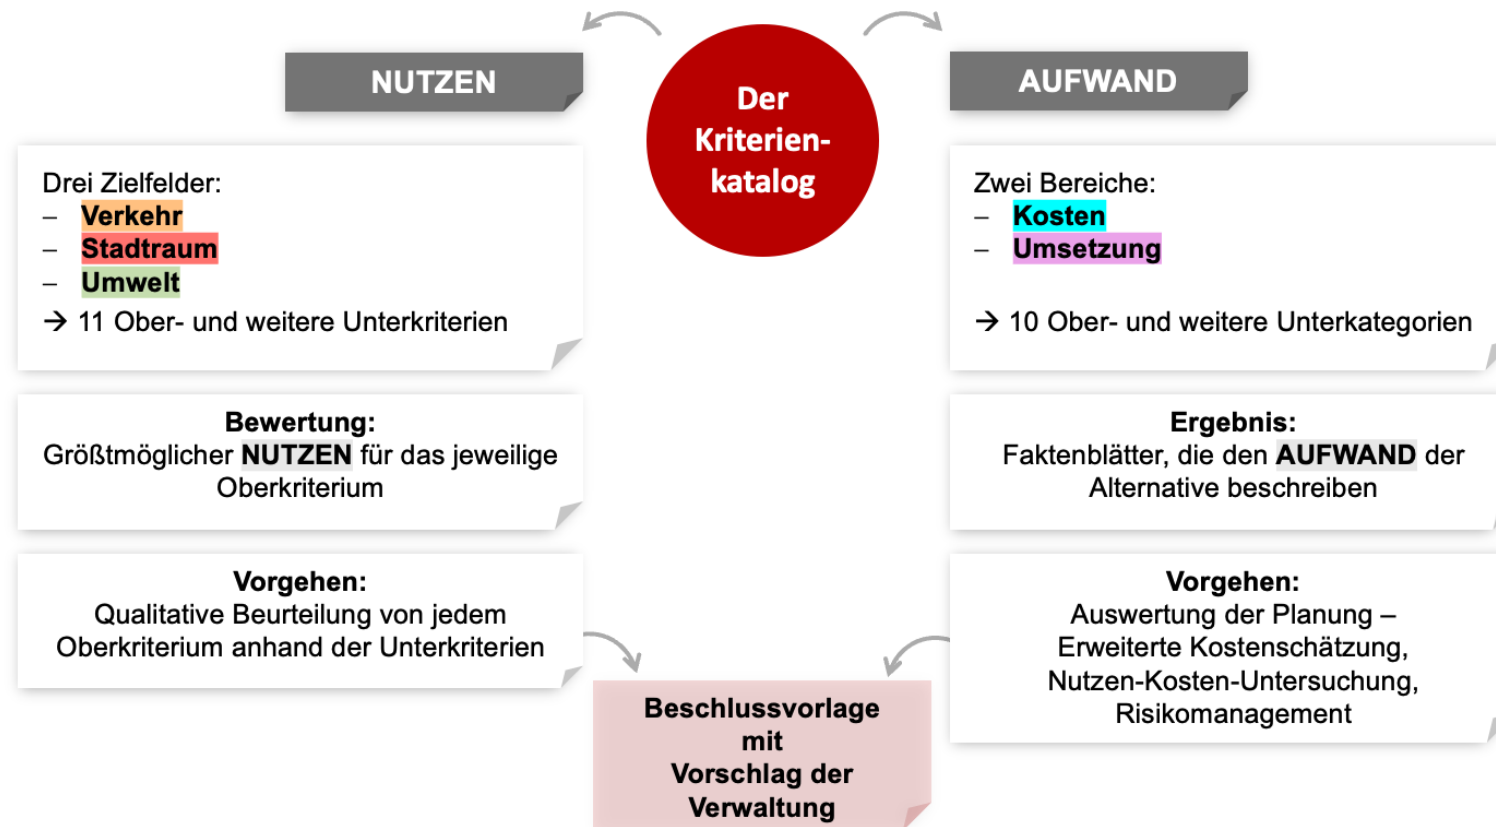 Der
Kriterien-
katalog
NUTZEN
Drei Zielfelder:
– Verkehr
– Stadtraum
– Umwelt
→ 11 Ober- und weitere Unterkriterien
Bewertung:
Größtmöglicher NUTZEN für das jeweilige
Oberkriterium
Vorgehen:
Qualitative Beurteilung von jedem
Oberkriterium anhand der Unterkriterien
AUFWAND
Zwei Bereiche:
– Kosten
– Umsetzung
→ 10 Ober- und weitere Unterkategorien
Ergebnis:
Faktenblätter, die den AUFWAND der
Alternative beschreiben
Vorgehen:
Auswertung der Planung –
Erweiterte Kostenschätzung,
Nutzen-Kosten-Untersuchung,
Risikomanagement
Beschlussvorlage
mit
Vorschlag der
Verwaltung